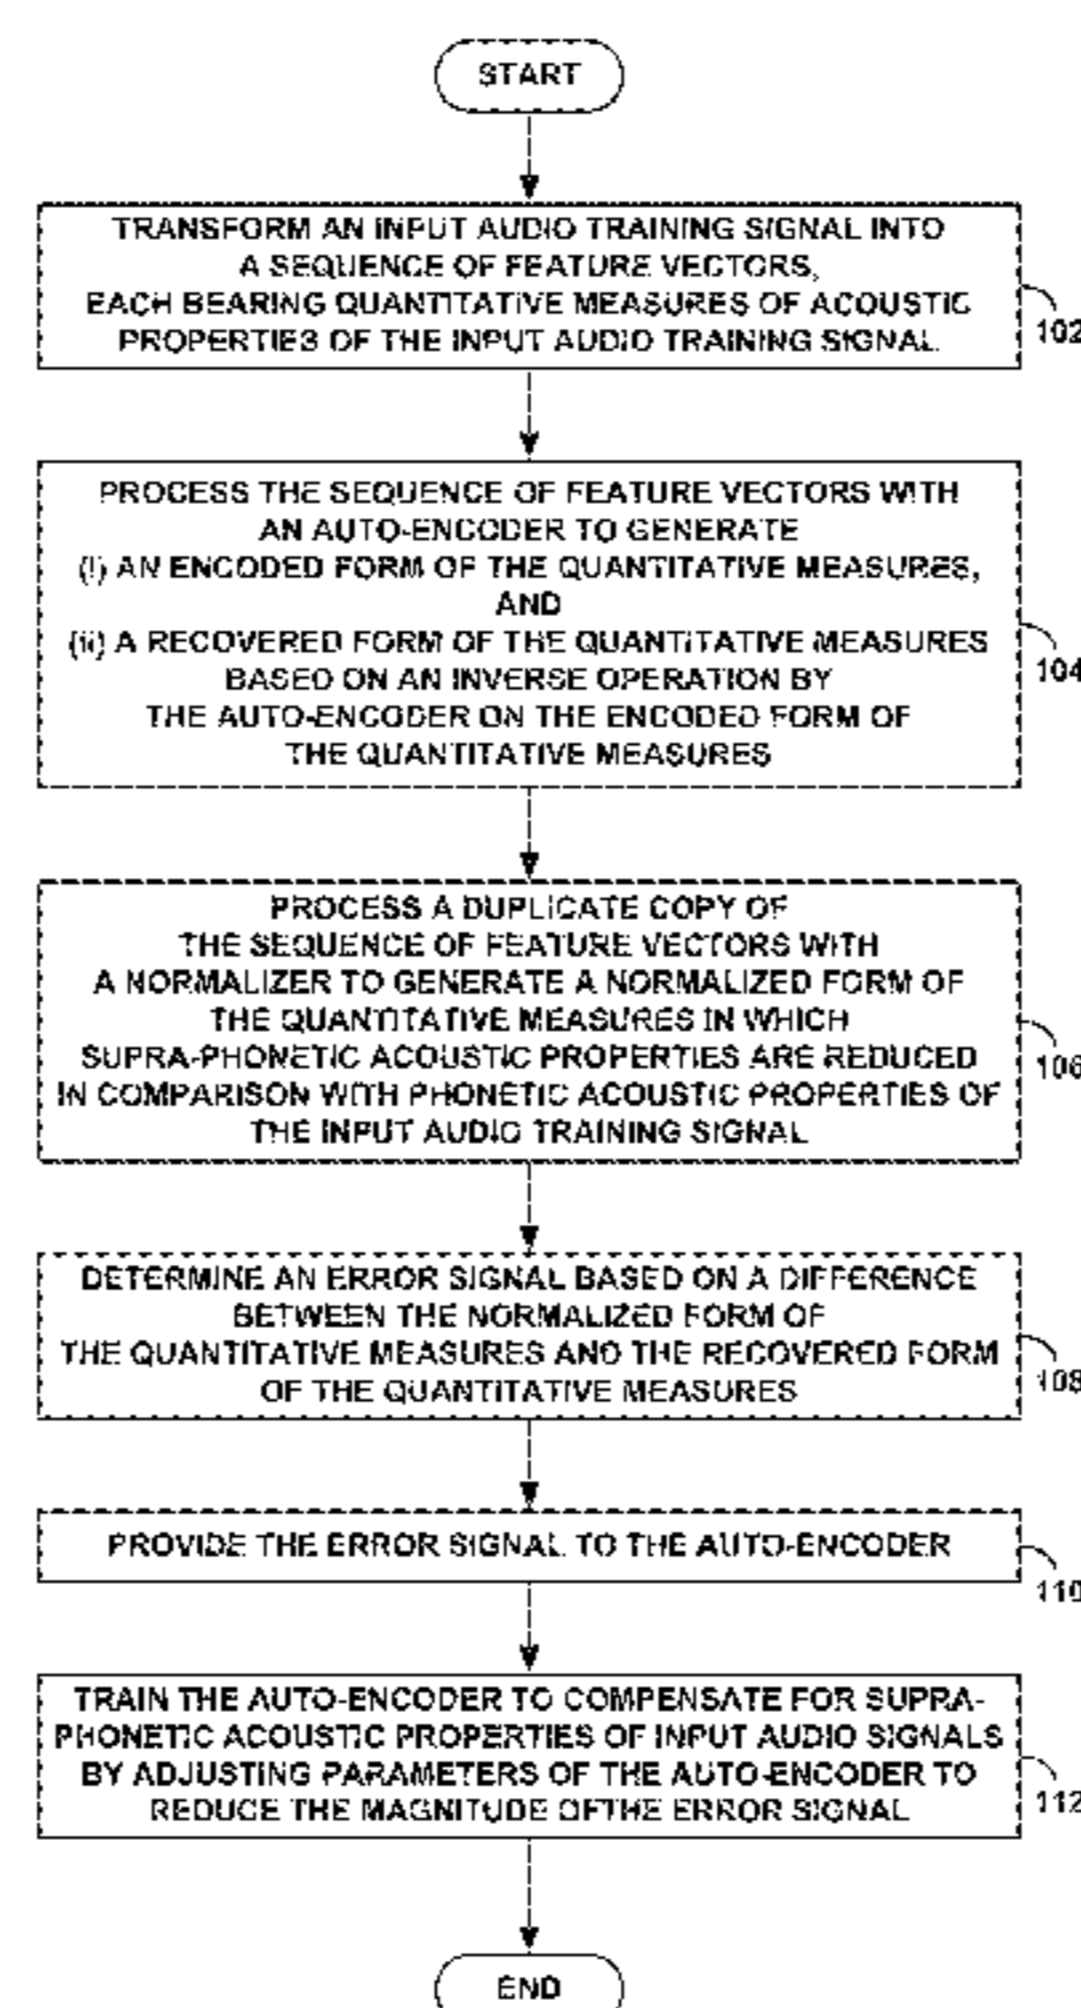 START
TRANSFORM AN INPUT AUDIO TRAINING SIGNAL INTO
A SEQUENCE OF FEATURE VECTORS,
EACH BEARING QUANTITATIVE MEASURES OF ACOUSTIC
PROPERTIES OF THE INPUT AUDIO TRAINING SIGNAL.
102
PROCESS THE SEQUENCE OF FEATURE VECTORS WITH
AN AUTO-ENCODER TO GENERATE
(i) AN ENCODED FORM OF THE QUANTITATIVE MEASURES,
AND
(ii) A RECOVERED FORM OF THE QUANTITATIVE MEASURES
BASED ON AN INVERSE OPERATION BY
THE AUTO-ENCODER ON THE ENCODED FORM OF
THE QUANTITATIVE MEASURES
104
PROCESS A DUPLICATE COPY OF
THE SEQUENCE OF FEATURE VECTORS WITH
A NORMALIZER TO GENERATE A NORMALIZED FORM OF
THE QUANTITATIVE MEASURES IN WHICH
SUPRA-PHONETIC ACOUSTIC PROPERTIES ARE REDUCED
IN COMPARISON WITH PHONETIC ACOUSTIC PROPERTIES OF
THE INPUT AUDIO TRAINING SIGNAL
106
DETERMINE AN ERROR SIGNAL BASED ON A DIFFERENCE
BETWEEN THE NORMALIZED FORM OF
THE QUANTITATIVE MEASURES AND THE RECOVERED FORM
OF THE QUANTITATIVE MEASURES
108
PROVIDE THE ERROR SIGNAL TO THE AUTO-ENCODER
110
TRAIN THE AUTO-ENCODER TO COMPENSATE FOR SUPRA-
PHONETIC ACOUSTIC PROPERTIES OF INPUT AUDIO SIGNALS
BY ADJUSTING PARAMETERS OF THE AUTO-ENCODER TO
REDUCE THE MAGNITUDE OFTHE ERROR SIGNAL
112
END